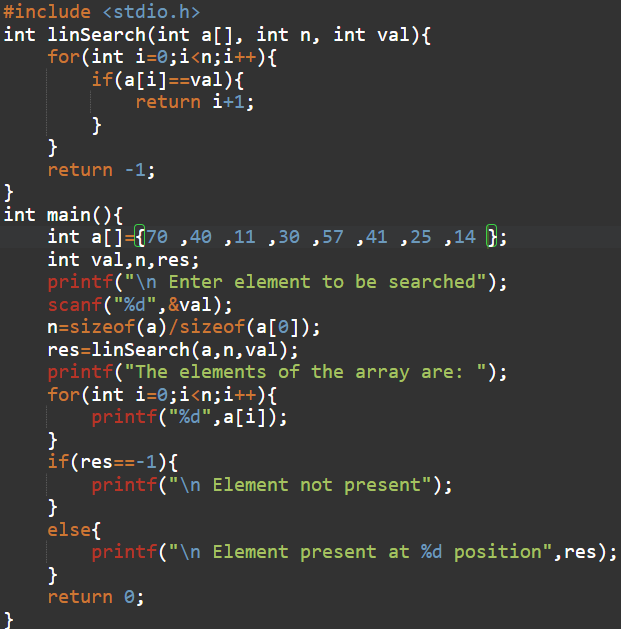 #include <stdio.h>
int linSearch(int a[], int n, int val){
    for(int i=0;i<n;i++){
        if(a[i]==val){
            return i+1;
        }
    }
    return -1;
}
int main(){
    int a[]={70 ,40 ,11 ,30 ,57 ,41 ,25 ,14 };
    int val,n,res;
    printf("\n Enter element to be searched");
    scanf("%d",&val);
    n=sizeof(a)/sizeof(a[0]);
    res=linSearch(a,n,val);
    printf("The elements of the array are: ");
    for(int i=0;i<n;i++){
        printf("%d",a[i]);
    }
    if(res==-1){
        printf("\n Element not present");
    }
    else{
        printf("\n Element present at %d position",res);
    }
    return 0;
}